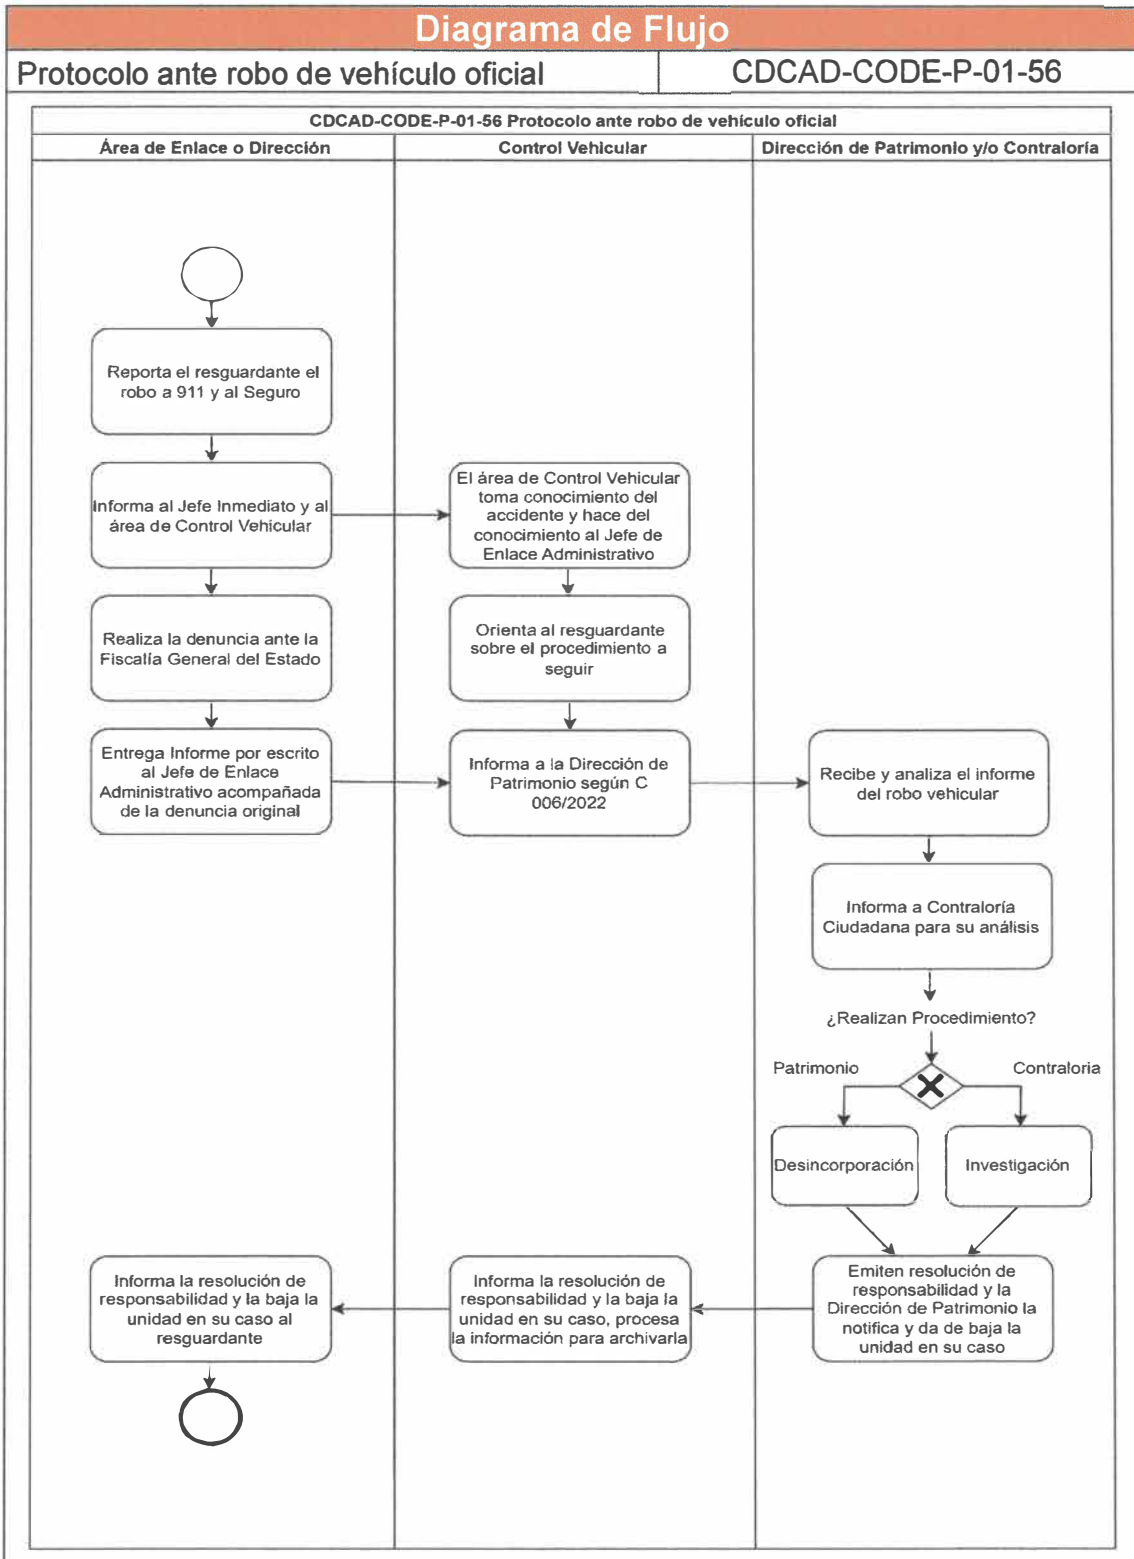 Diagrama de Flujo
Protocolo ante robo de vehículo oficial
CDCAD-CODE-P-01-56
CDCAD-CODE-P-01-56 Protocolo ante robo de vehículo oficial
Área de Enlace o Dirección
Control Vehicular
Dirección de Patrimonio y/o Contraloría
Reporta el resguardante el
robo a 911 y al Seguro
Informa al Jefe Inmediato y al
área de Control Vehicular
El área de Control Vehicular
toma conocimiento del
accidente y hace del
conocimiento al Jefe de
Enlace Administrativo
Realiza la denuncia ante la
Fiscalía General del Estado
Orienta al resguardante
sobre el procedimiento a
seguir
Entrega Informe por escrito
al Jefe de Enlace
Administrativo acompañada
de la denuncia original
Informa a la Dirección de
Patrimonio según C
006/2022
Recibe y analiza el informe
del robo vehicular
Informa a Contraloría
Ciudadana para su análisis
¿Realizan Procedimiento?
Patrimonio
Contraloria
Desincorporación
Investigación
Emiten resolución de
responsabilidad y la
Dirección de Patrimonio la
notifica y da de baja la
unidad en su caso
Informa la resolución de
responsabilidad y la baja la
unidad en su caso, procesa
la información para archivarla
Informa la resolución de
responsabilidad y la baja la
unidad en su caso al
resguardante